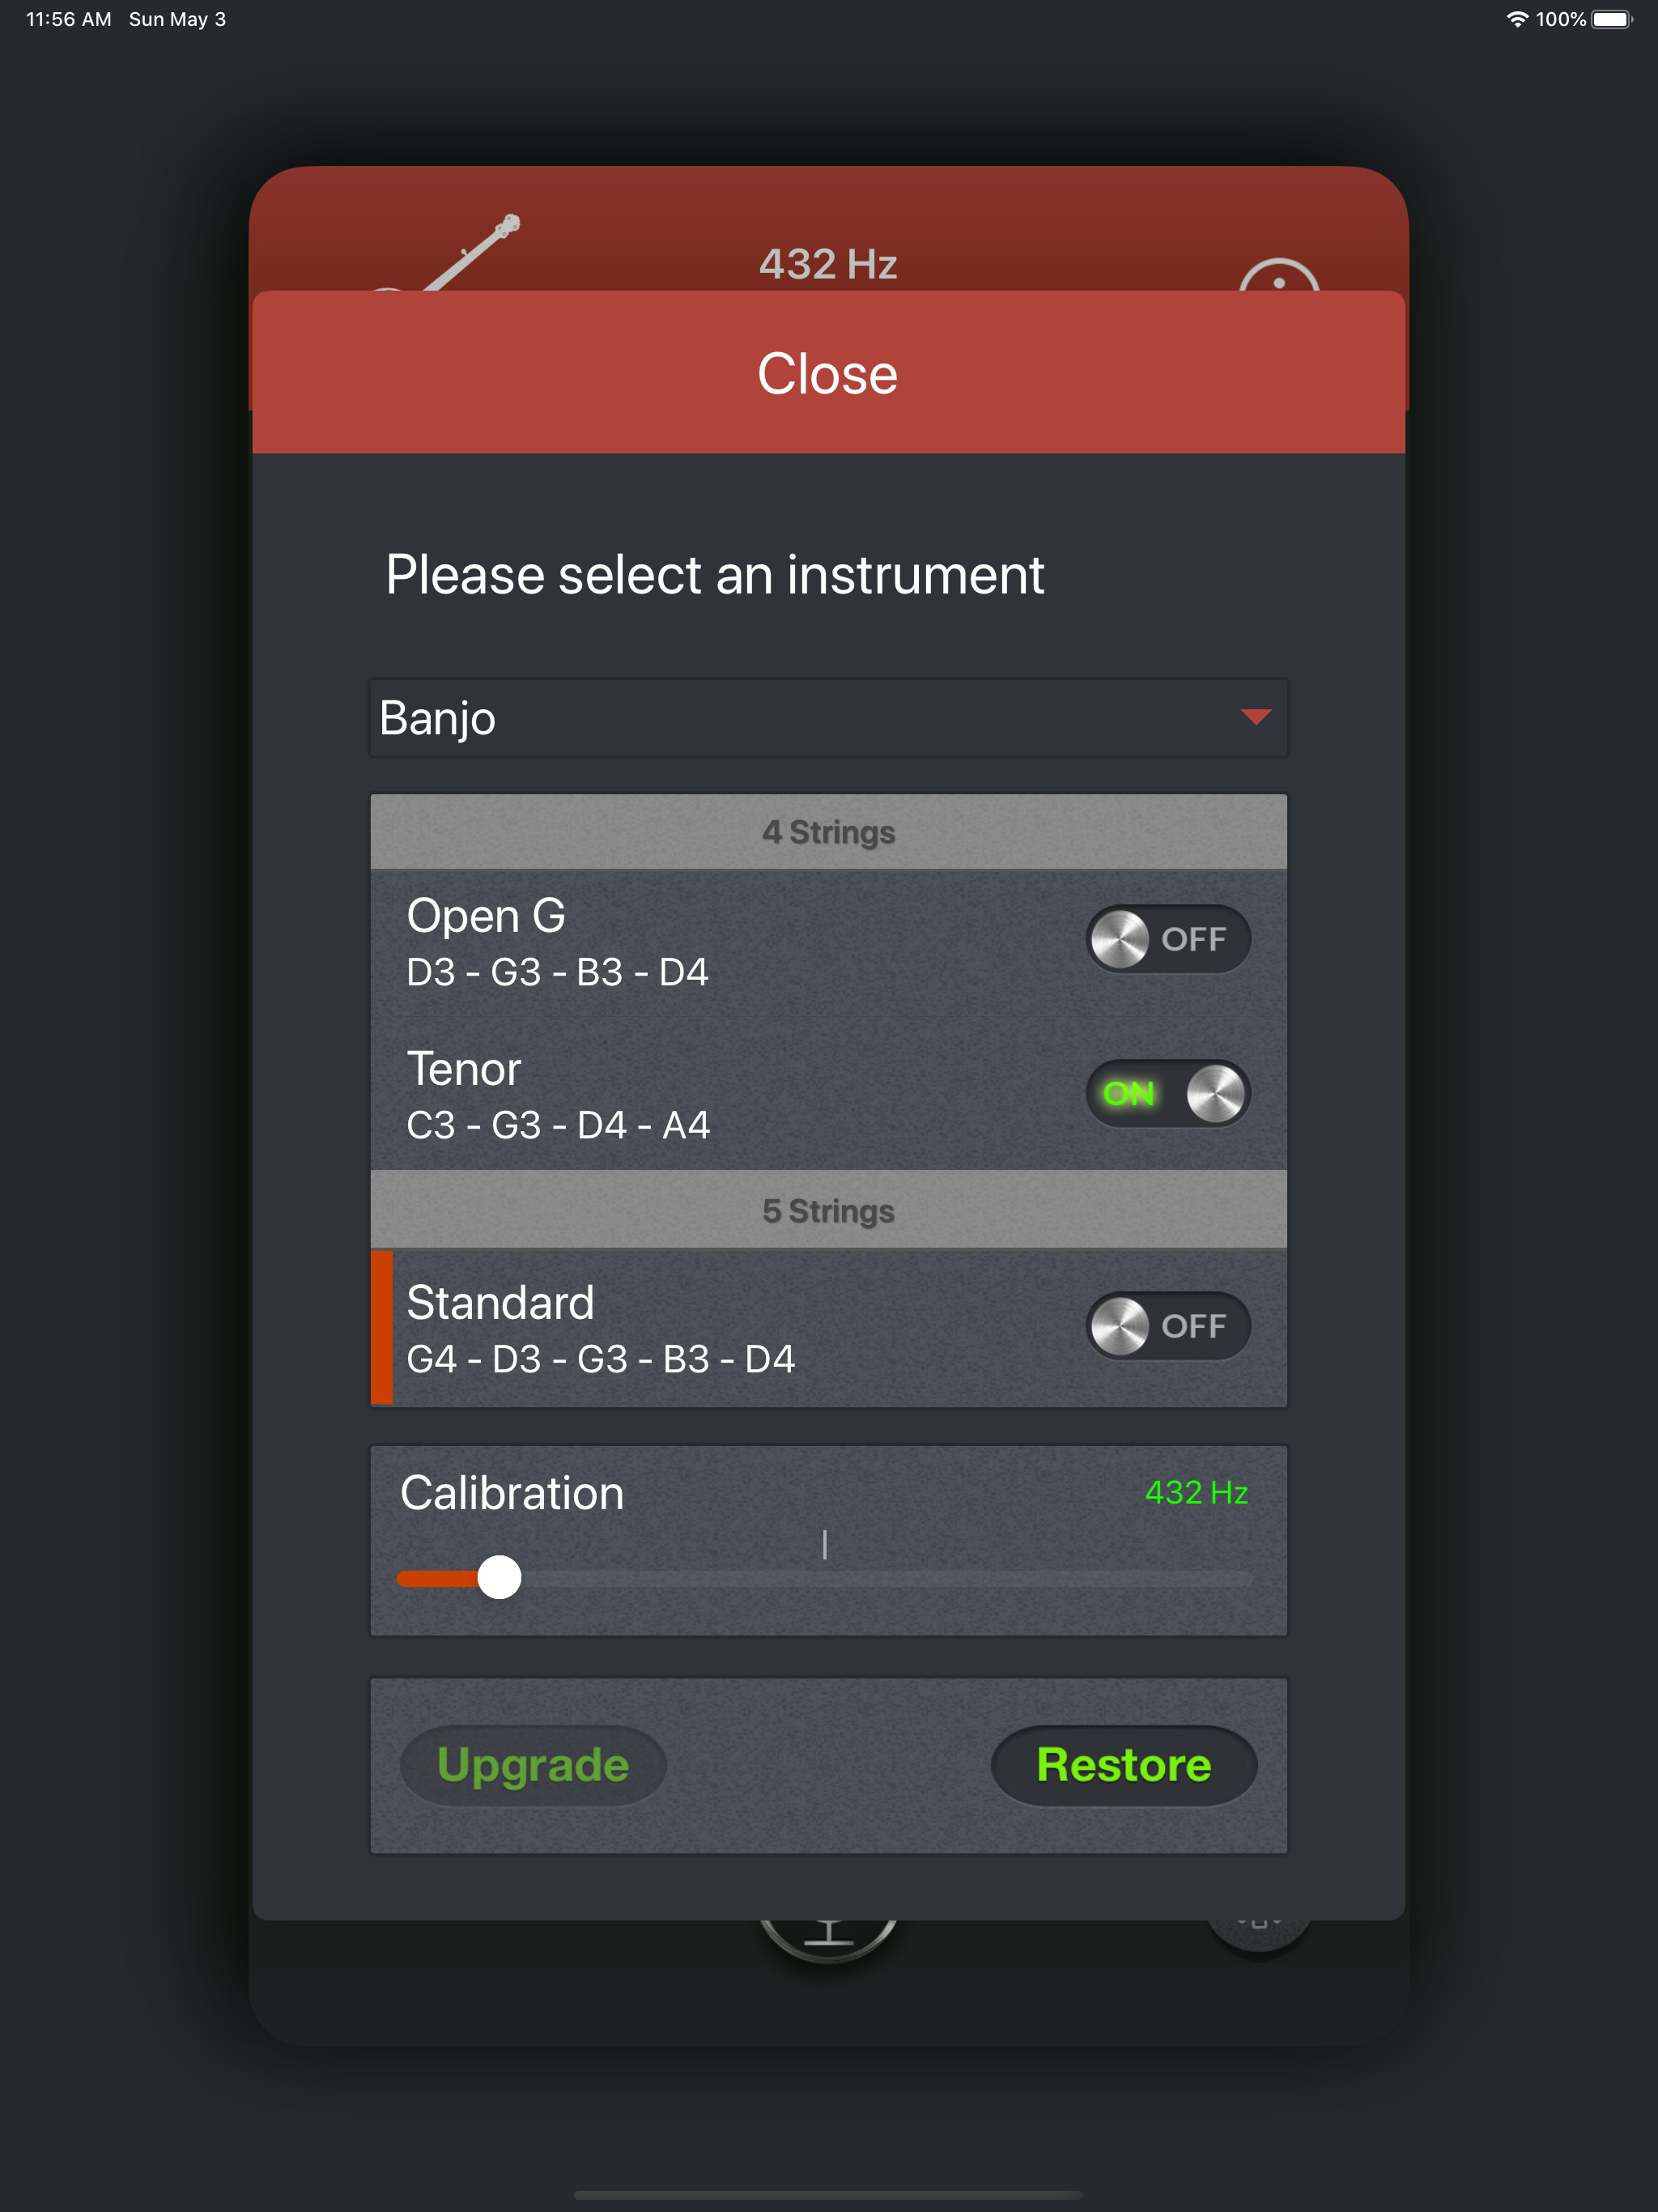 11:56 AM Sun May 3
100%
432 Hz
Close
Please select an instrument
Banjo
4 Strings
Open G
D3 - G3 - B3 - D4
OFF
Tenor
C3 - G3 - D4 - A4
ON
5 Strings
Standard
G4 - D3 - G3 - B3 - D4
OFF
Calibration
432 Hz
Upgrade
Restore